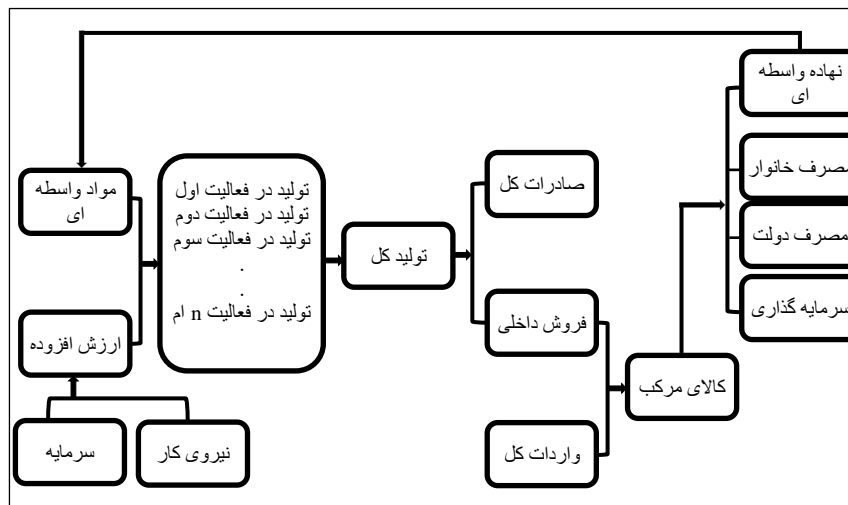 نهاده واسطه
ای
مصرف خانوار
مصرف دولت
سرمایه گذاری
صادرات کل
فروش داخلی
واردات کل
کالای مرکب
تولید کل
تولید در فعالیت اول
تولید در فعالیت دوم
تولید در فعالیت سوم
.
.
تولید در فعالیت n ام
مواد واسطه
ای
ارزش افزوده
نیروی کار
سرمایه